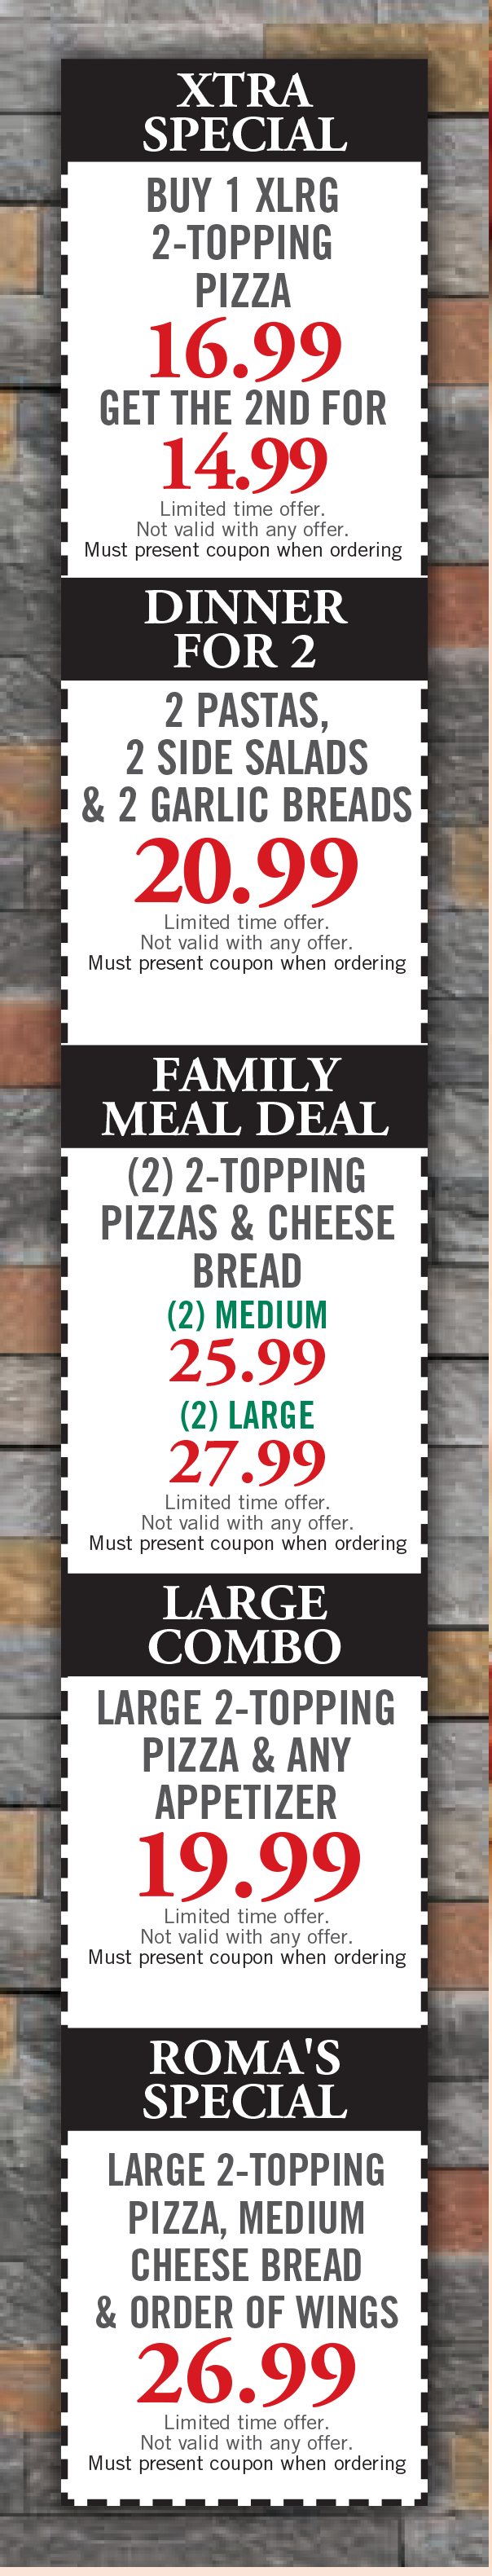 XTRA
SPECIAL
BUY 1 XLRG
2-TOPPING
PIZZA
16.99
GET THE 2ND FOR
14.99
Limited time offer.
Not valid with any offer.
Must present coupon when ordering
DINNER
FOR 2
2 PASTAS,
2 SIDE SALADS
& 2 GARLIC BREADS
20.99
Limited time offer.
Not valid with any offer.
Must present coupon when ordering
FAMILY
MEAL DEAL
(2) 2-TOPPING
PIZZAS & CHEESE
BREAD
(2) MEDIUM
25.99
(2) LARGE
27.99
Limited time offer.
Not valid with any offer.
Must present coupon when ordering
LARGE
COMBO
LARGE 2-TOPPING
PIZZA & ANY
APPETIZER
19.99
Limited time offer.
Not valid with any offer.
Must present coupon when ordering
ROMA'S
SPECIAL
LARGE 2-TOPPING
PIZZA, MEDIUM
CHEESE BREAD
& ORDER OF WINGS
26.99
Limited time offer.
Not valid with any offer.
Must present coupon when ordering